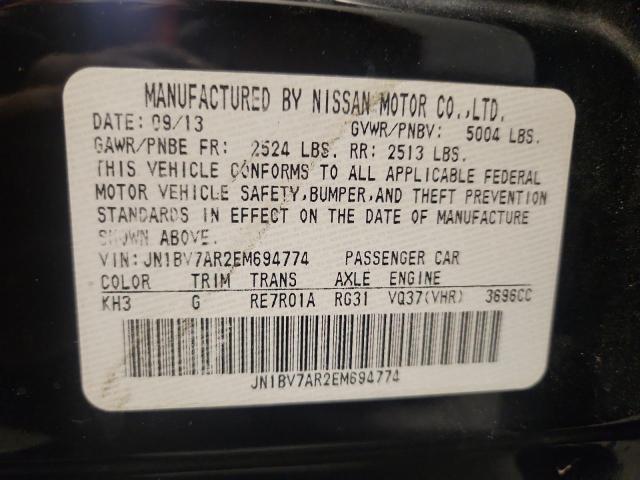 MANUFACTURED BY NISSAN MOTOR CO.,LTD.
DATE: 09/13 GVWR/PNBV: 5004 LBS.
GAWR/PNBE FR: 2524 LBS. RR: 2513 LBS.
THIS VEHICLE CONFORMS TO ALL APPLICABLE FEDERAL
MOTOR VEHICLE SAFETY,BUMPER,AND THEFT PREVENTION
STANDARDS IN EFFECT ON THE DATE OF MANUFACTURE
SHOWN ABOVE.
VIN:JN1BV7AR2EM694774 PASSENGER CAR
COLOR TRIM TRANS AXLE ENGINE
KH3 G RE7R01A RG31 VQ37(VHR) 3696CC
JN1BV7AR2EM694774